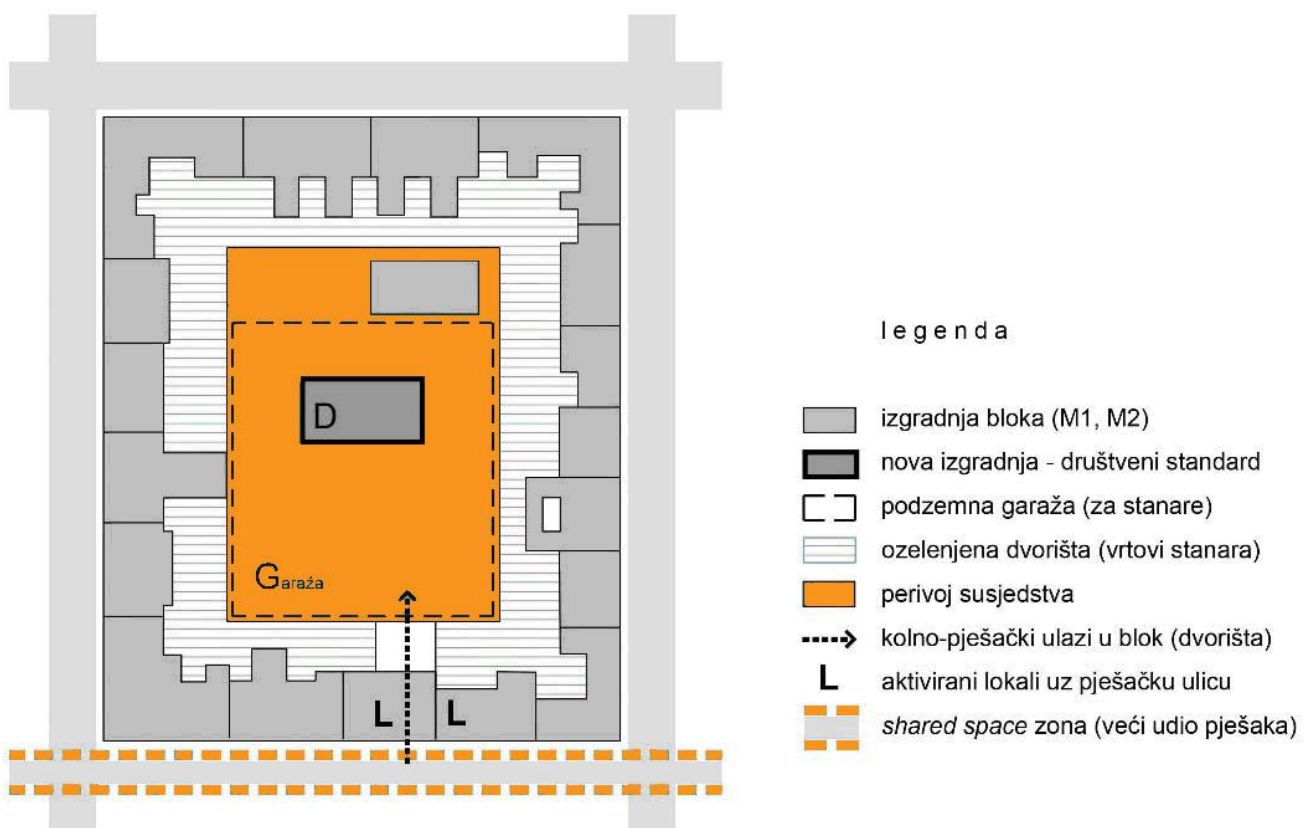 D
Garaža
L L
legenda
izgradnja bloka (M1, M2)
nova izgradnja - društveni standard
podzemna garaža (za stanare)
ozelenjena dvorišta (vrtovi stanara)
perivoj susjedstva
kolno-pješački ulazi u blok (dvorišta)
L aktivirani lokali uz pješačku ulicu
shared space zona (veći udio pješaka)